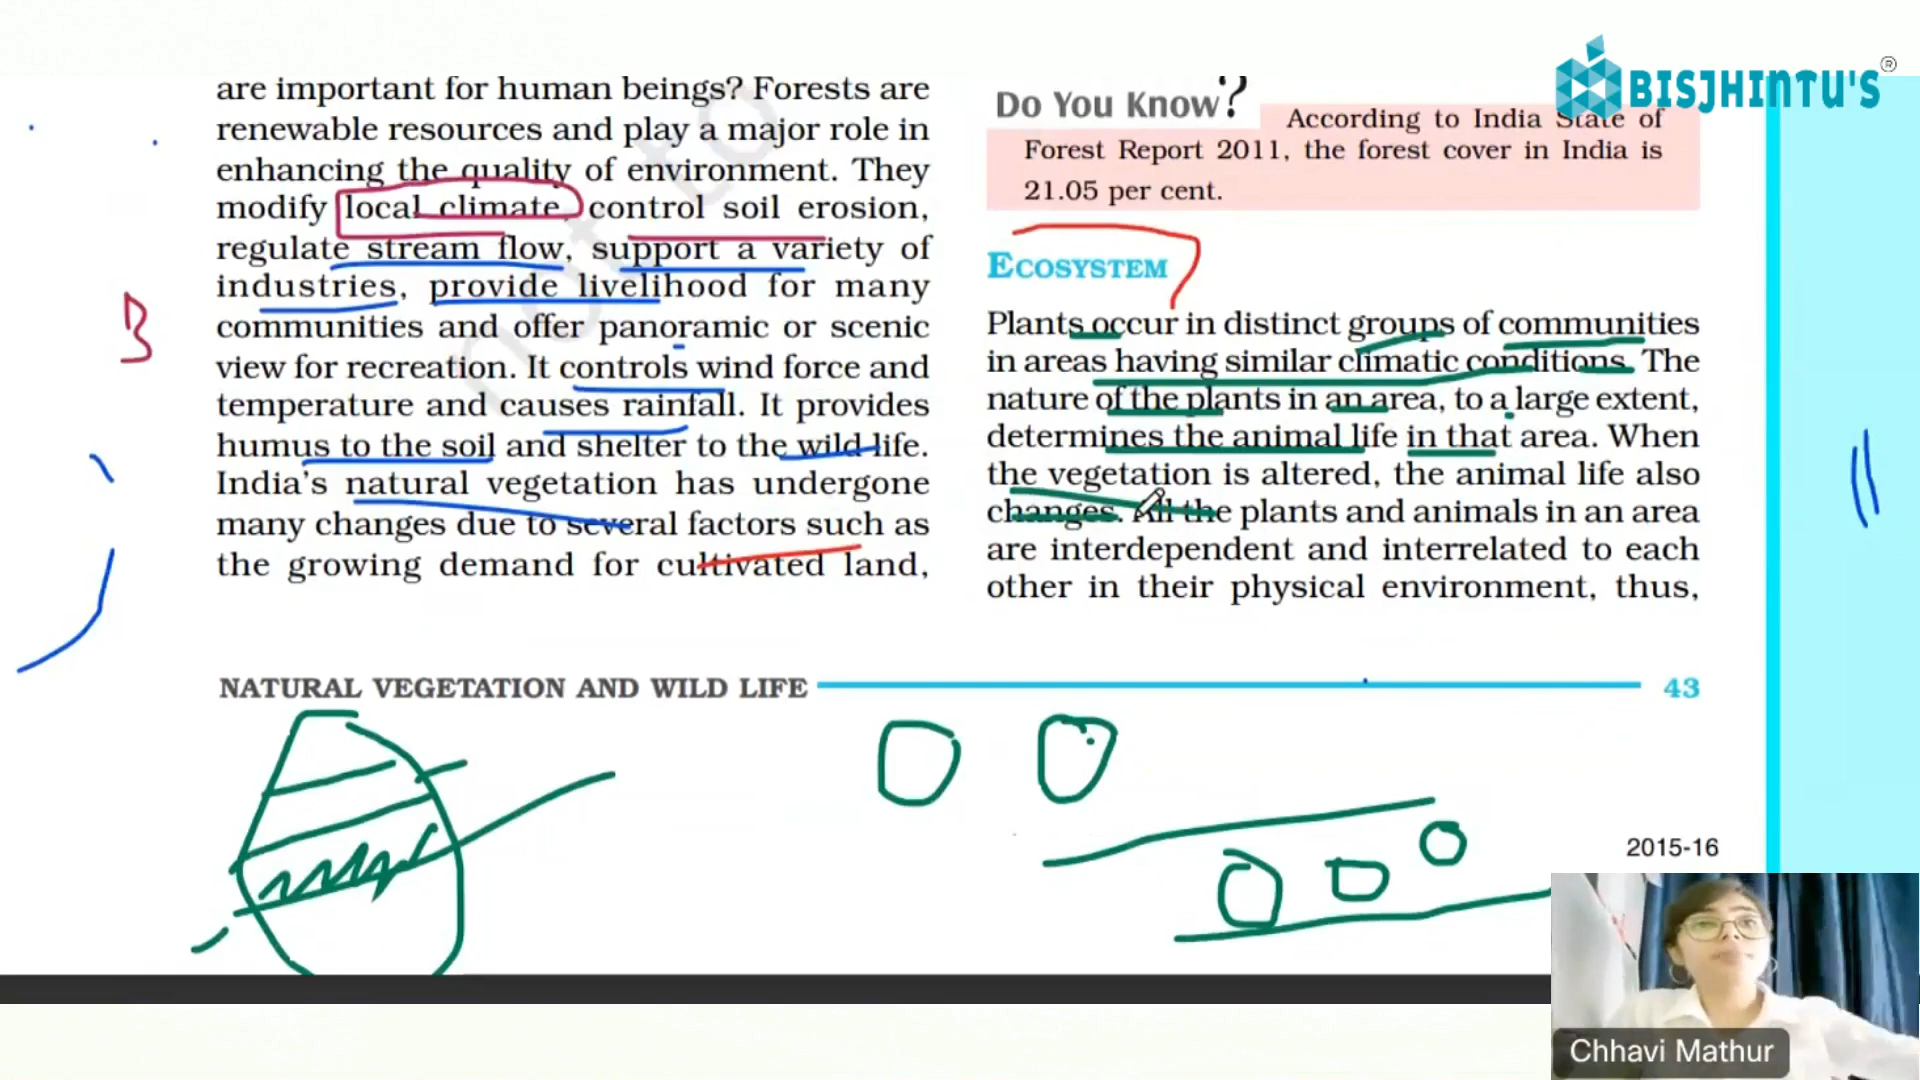 BISJHINTU'S®
are important for human beings? Forests are
renewable resources and play a major role in
enhancing the quality of environment. They
modify local climate, control soil erosion,
regulate stream flow, support a variety of
industries, provide livelihood for many
communities and offer panoramic or scenic
view for recreation. It controls wind force and
temperature and causes rainfall. It provides
humus to the soil and shelter to the wild life.
India's natural vegetation has undergone
many changes due to several factors such as
the growing demand for cultivated land,
not to
B
Do You Know?
According to India State of
Forest Report 2011, the forest cover in India is
21.05 per cent.
ECOSYSTEM
Plants occur in distinct groups of communities
in areas having similar climatic conditions. The
nature of the plants in an area, to a large extent,
determines the animal life in that area. When
the vegetation is altered, the animal life also
changes. All the plants and animals in an area
are interdependent and interrelated to each
other in their physical environment, thus,
NATURAL VEGETATION AND WILD LIFE 43
2015-16
Chhavi Mathur